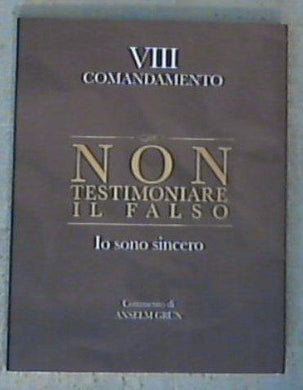 VIII
COMANDAMENTO
NON
TESTIMONIARE
IL FALSO
Io sono sincero
Commento di
ANSELM GRÜN